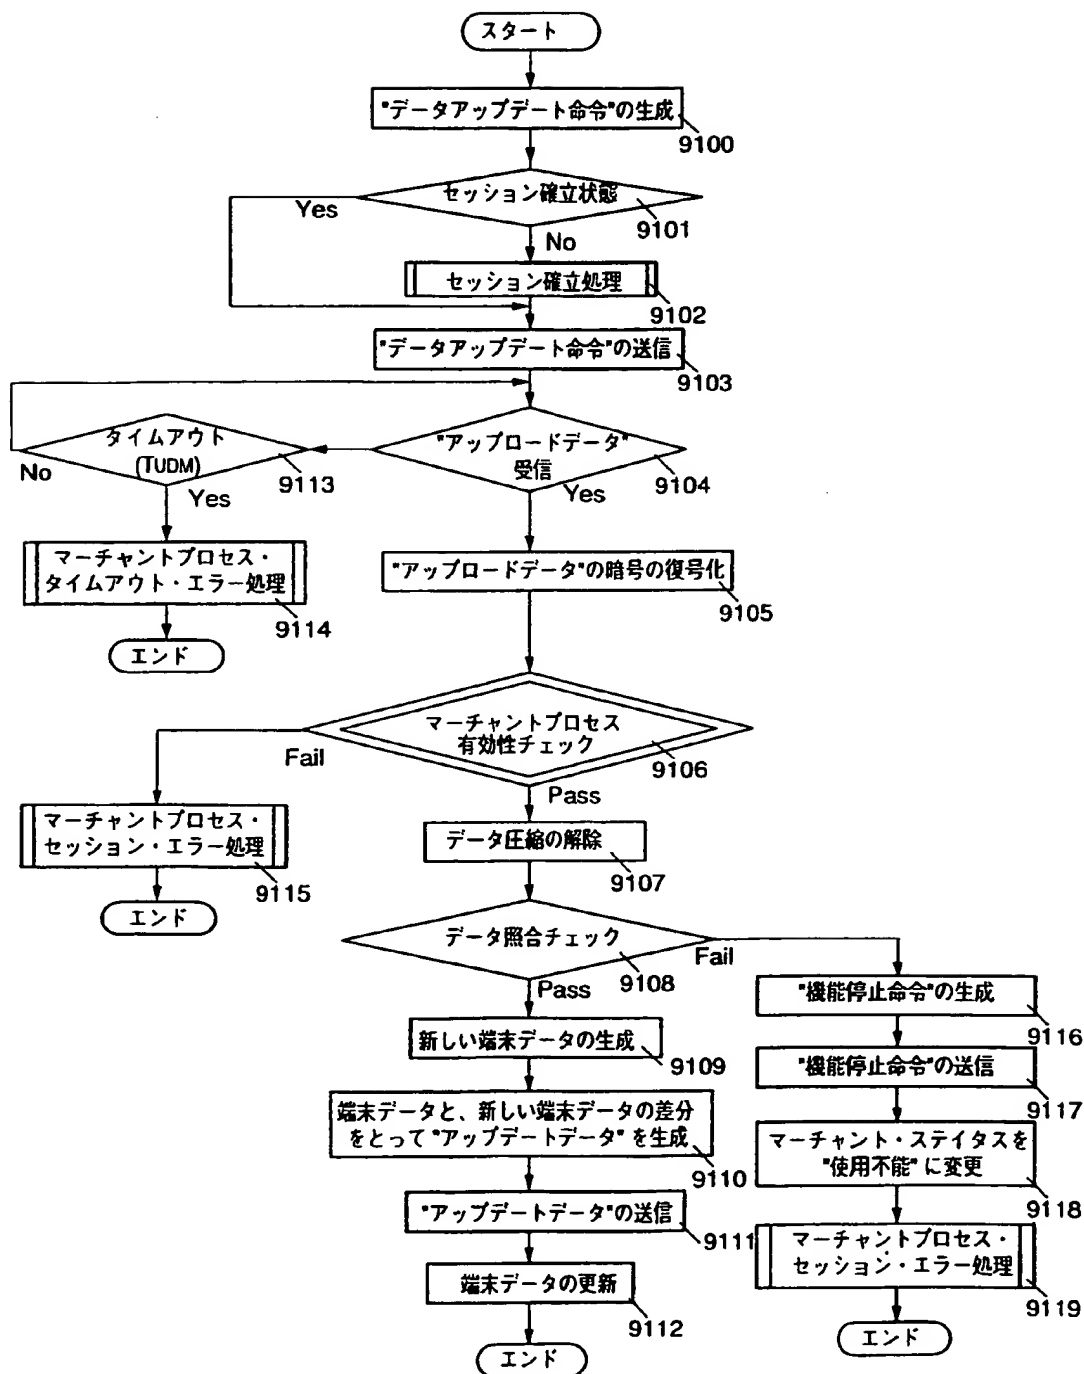 スタート
"データアップデート命令"の生成
9100
セッション確立状態
9101
Yes
No
セッション確立処理
9102
"データアップデート命令"の送信
9103
"アップロードデータ"
受信
9104
Yes
タイムアウト
(TUDM)
9113
No
Yes
マーチャントプロセス・
タイムアウト・エラー処理
9114
エンド
"アップロードデータ"の暗号の復号化
9105
マーチャントプロセス
有効性チェック
9106
Fail
Pass
マーチャントプロセス・
セッション・エラー処理
9115
エンド
データ圧縮の解除
9107
データ照合チェック
9108
Fail
Pass
新しい端末データの生成
9109
端末データと、新しい端末データの差分
をとって"アップデートデータ"を生成
9110
"アップデートデータ"の送信
9111
端末データの更新
9112
エンド
"機能停止命令"の生成
9116
"機能停止命令"の送信
9117
マーチャント・ステイタスを
"使用不能"に変更
9118
マーチャントプロセス・
セッション・エラー処理
9119
エンド